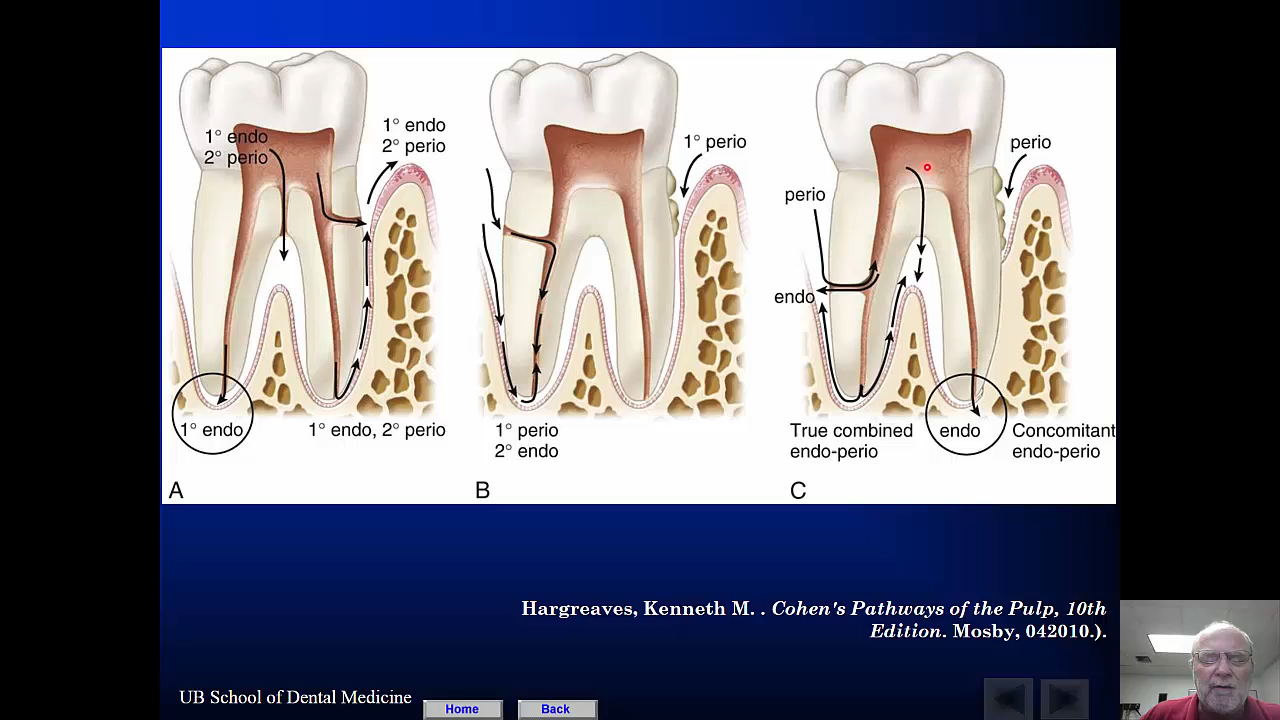 1° endo
2° perio
1° endo
2° perio
1° endo
1° endo, 2° perio
A
1° perio
1° perio
2° endo
B
perio
endo
perio
True combined
endo-perio
endo
Concomitant
endo-perio
C
Hargreaves, Kenneth M. . Cohen's Pathways of the Pulp, 10th
Edition. Mosby, 042010.).
UB School of Dental Medicine
Home
Back